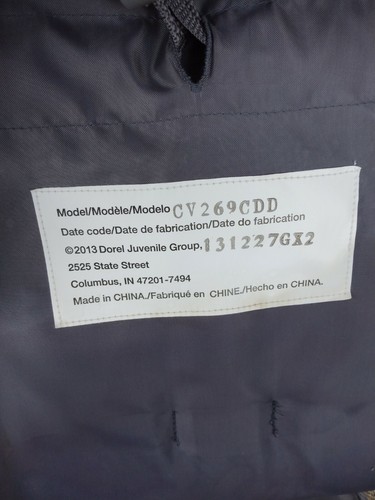 Model/Modèle/Modelo CV269CDD
Date code/Date de fabrication/Date do fabrication
©2013 Dorel Juvenile Group, 131227GX2
2525 State Street
Columbus, IN 47201-7494
Made in CHINA./Fabriqué en CHINE./Hecho en CHINA.